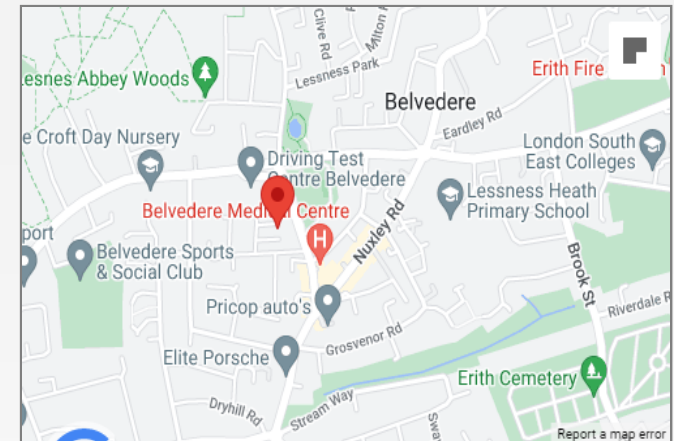 Clive Rd
Milton R
Lessness Park
Lesnes Abbey Woods
Erith Fire
Belvedere
Eardley Rd
e Croft Day Nursery
Driving Test
Centre Belvedere
London South
East Colleges
Lessness Heath
Primary School
Belvedere Medical Centre
H
Nuxley Rd
port
Belvedere Sports
& Social Club
Brook St
Pricop auto's
Riverdale R
Grosvenor Rd
Elite Porsche
Erith Cemetery
Dryhill Rd
Stream Way
Swa
Report a map error